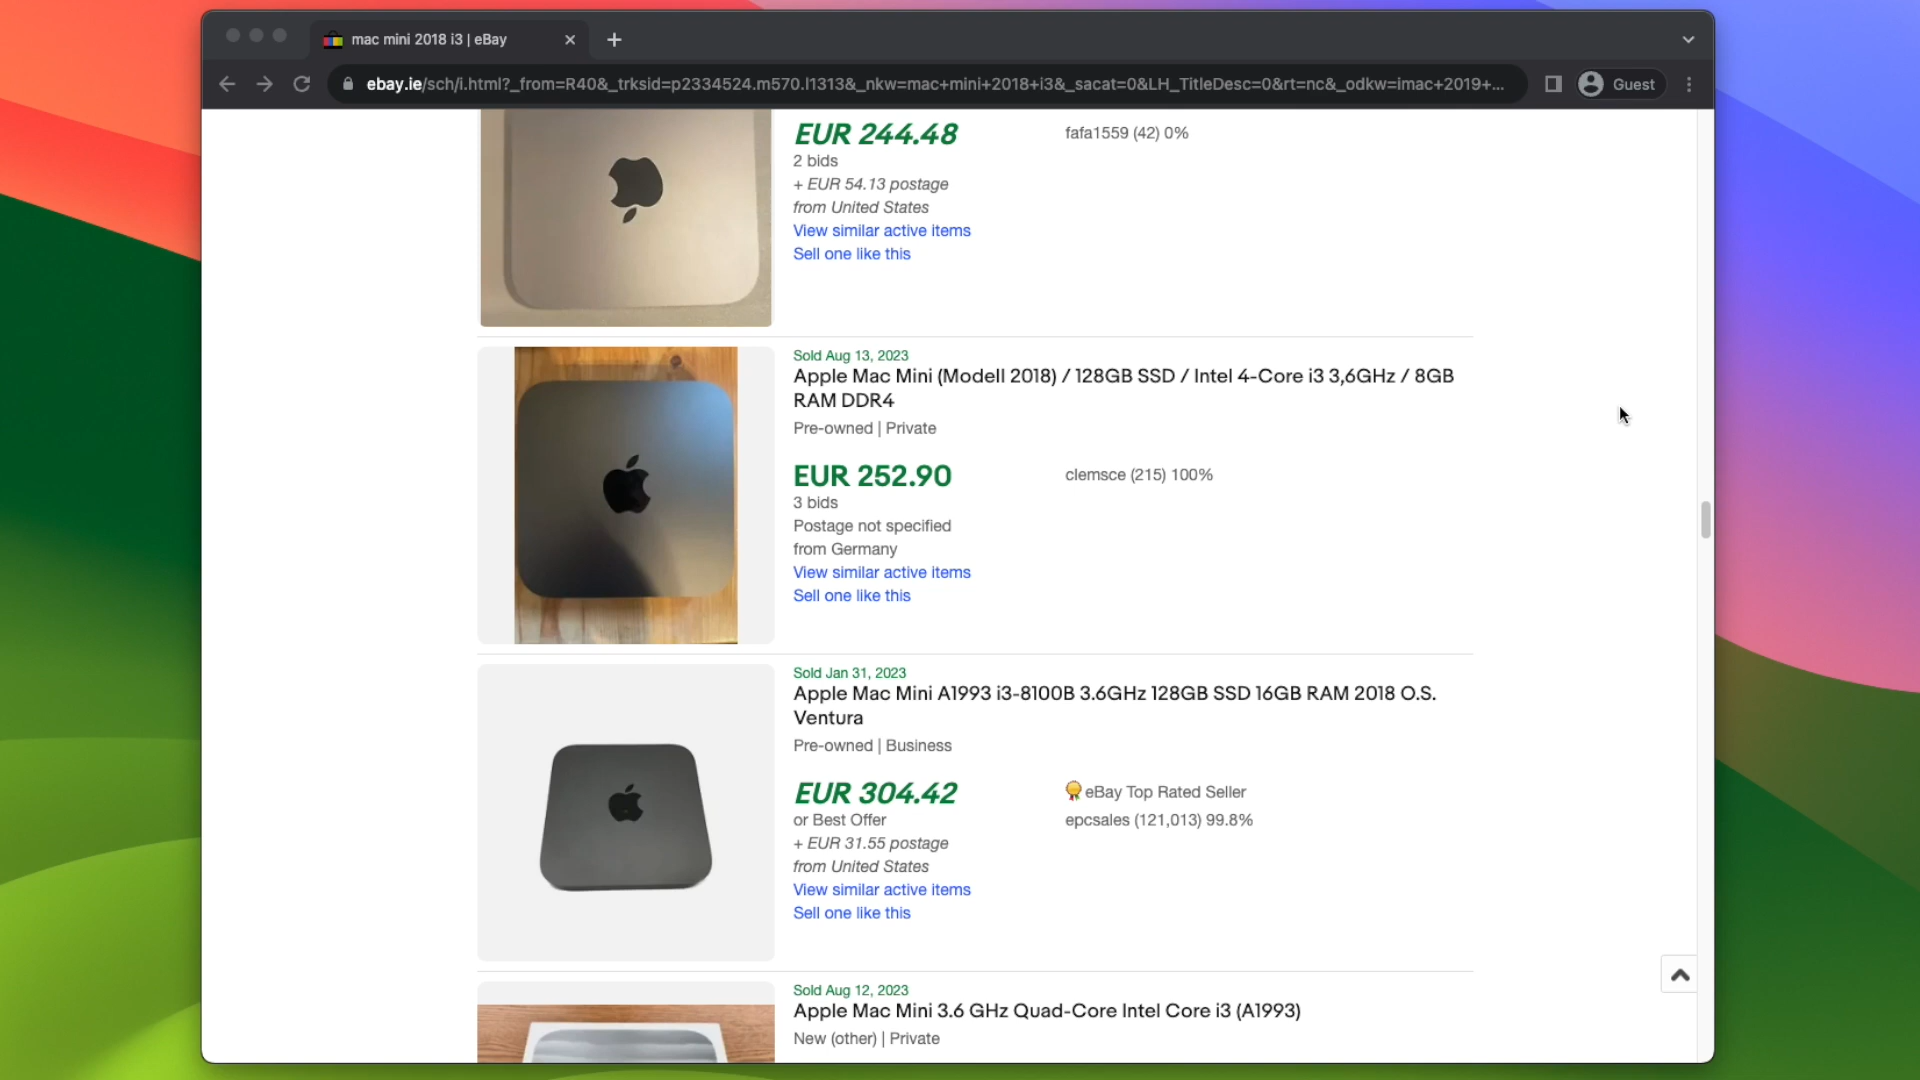 mac mini 2018 i3 | eBay
ebay.ie/sch/i.html?_from=R40&_trksid=p2334524.m570.l1313&_nkw=mac+mini+2018+i3&_sacat=0&LH_TitleDesc=0&rt=nc&_odkw=imac+2019+...
Guest
EUR 244.48
fafa1559 (42) 0%
2 bids
+ EUR 54.13 postage
from United States
View similar active items
Sell one like this
Sold Aug 13, 2023
Apple Mac Mini (Modell 2018) / 128GB SSD / Intel 4-Core i3 3,6GHz / 8GB
RAM DDR4
Pre-owned | Private
EUR 252.90
clemsce (215) 100%
3 bids
Postage not specified
from Germany
View similar active items
Sell one like this
Sold Jan 31, 2023
Apple Mac Mini A1993 i3-8100B 3.6GHz 128GB SSD 16GB RAM 2018 O.S.
Ventura
Pre-owned | Business
EUR 304.42
eBay Top Rated Seller
or Best Offer
epcsales (121,013) 99.8%
+ EUR 31.55 postage
from United States
View similar active items
Sell one like this
Sold Aug 12, 2023
Apple Mac Mini 3.6 GHz Quad-Core Intel Core i3 (A1993)
New (other) | Private